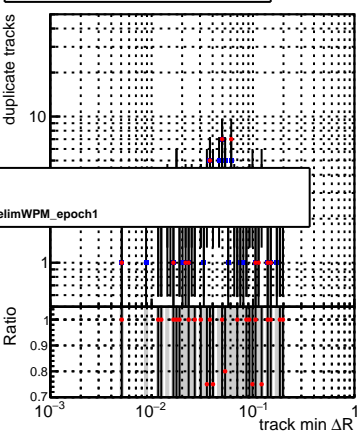 duplicate tracks
10
elimWPM_epoch1
1
Ratio
1
0.9
0.8
0.7
10⁻³ 10⁻² 10⁻¹ 1
track min ΔR